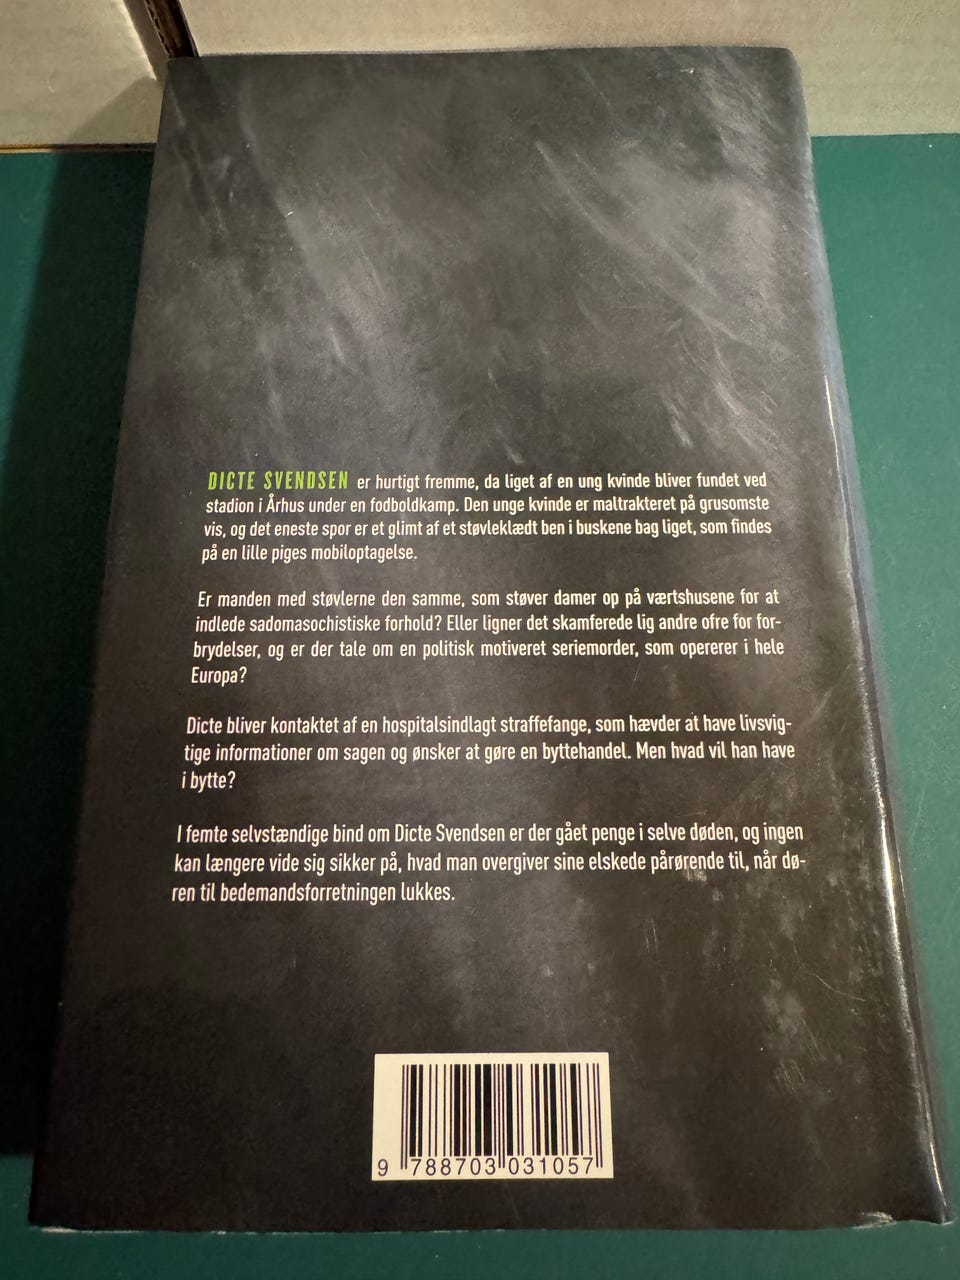 DICTE SVENDSEN er hurtigt fremme, da liget af en ung kvinde bliver fundet ved
stadion i Århus under en fodboldkamp. Den unge kvinde er maltrakteret på grusomste
vis, og det eneste spor er et glimt af et støvleklædt ben i buskene bag liget, som findes
på en lille piges mobiloptagelse.
Er manden med støvlerne den samme, som støver damer op på værtshusene for at
indlede sadomasochistiske forhold? Eller ligner det skamferede lig andre ofre for for-
brydelser, og er der tale om en politisk motiveret seriemorder, som opererer i hele
Europa?
Dicte bliver kontaktet af en hospitalsindlagt straffefange, som hævder at have livsvig-
tige informationer om sagen og ønsker at gøre en byttehandel. Men hvad vil han have
i bytte?
I femte selvstændige bind om Dicte Svendsen er der gået penge i selve døden, og ingen
kan længere vide sig sikker på, hvad man overgiver sine elskede pårørende til, når dø-
ren til bedemandsforretningen lukkes.
9 788703 031057